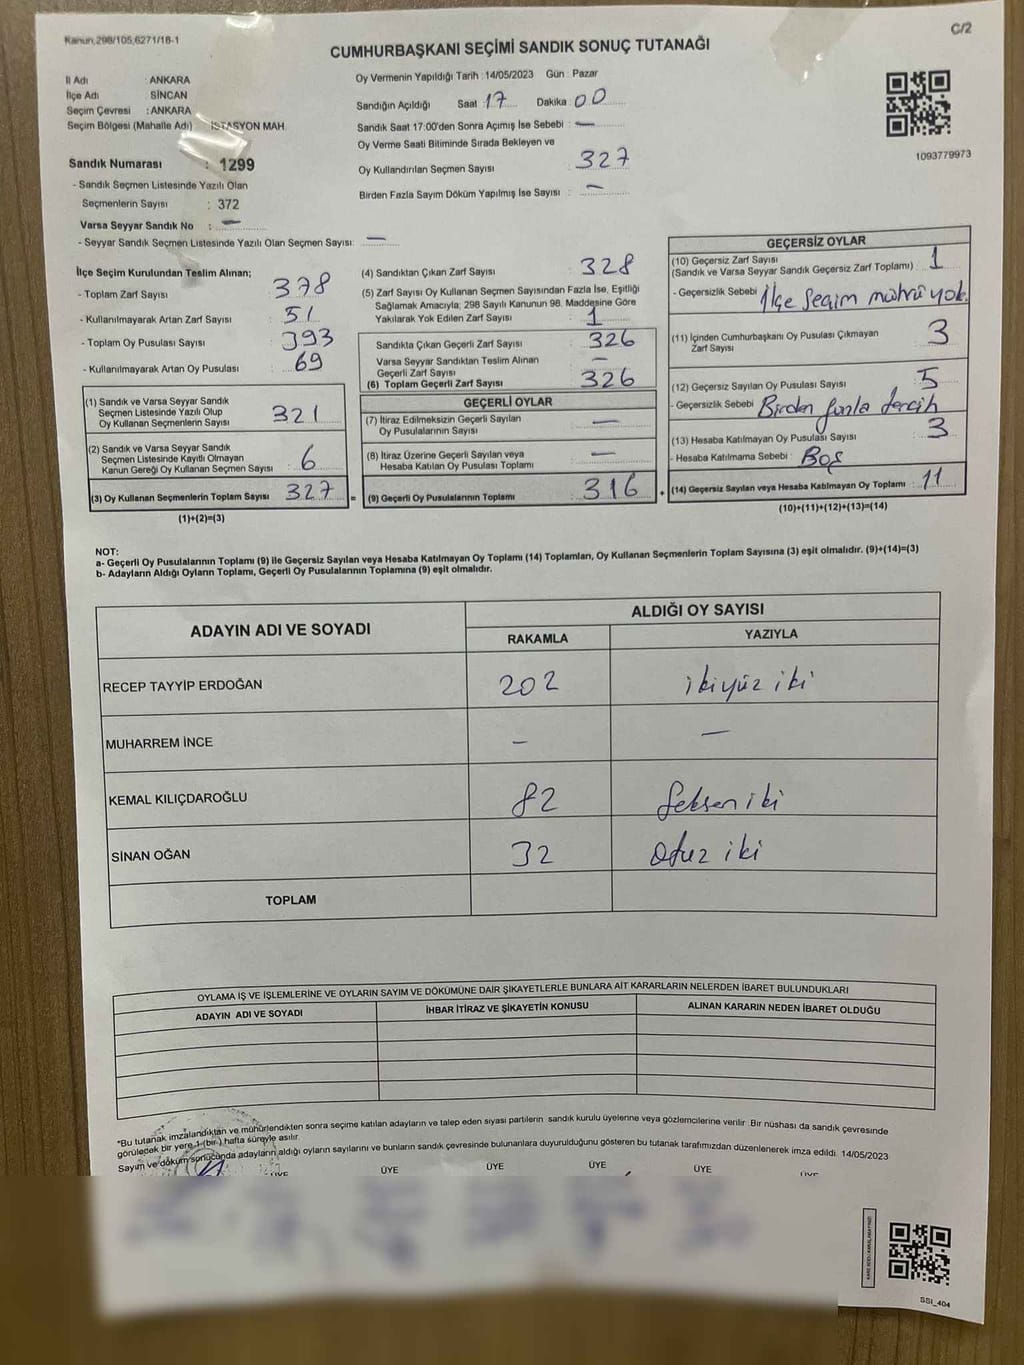 Kanun,298/105,6271/18-1
C/2
CUMHURBAŞKANI SEÇİMİ SANDIK SONUÇ TUTANAĞI
İl Adı : ANKARA
İlçe Adı : SİNCAN
Seçim Çevresi : ANKARA
Seçim Bölgesi (Mahalle Adı) : İSTASYON MAH.
Sandık Numarası : 1299
- Sandık Seçmen Listesinde Yazılı Olan
Seçmenlerin Sayısı : 372
Varsa Seyyar Sandık No : —
- Seyyar Sandık Seçmen Listesinde Yazılı Olan Seçmen Sayısı: —
Oy Vermenin Yapıldığı Tarih : 14/05/2023 Gün : Pazar
Sandığın Açıldığı Saat : 17 Dakika : 00
Sandık Saat 17:00'den Sonra Açımış İse Sebebi : —
Oy Verme Saati Bitiminde Sırada Bekleyen ve
Oy Kullandırılan Seçmen Sayısı : 327
Birden Fazla Sayım Döküm Yapılmış İse Sayısı : —
1093779973
İlçe Seçim Kurulundan Teslim Alınan;
- Toplam Zarf Sayısı : 378
- Kullanılmayarak Artan Zarf Sayısı : 51
- Toplam Oy Pusulası Sayısı : 393
- Kullanılmayarak Artan Oy Pusulası : 69
(1) Sandık ve Varsa Seyyar Sandık
Seçmen Listesinde Yazılı Olup
Oy Kullanan Seçmenlerin Sayısı : 321
(2) Sandık ve Varsa Seyyar Sandık
Seçmen Listesinde Kayıtlı Olmayan
Kanun Gereği Oy Kullanan Seçmen Sayısı : 6
(3) Oy Kullanan Seçmenlerin Toplam Sayısı : 327 =
(1)+(2)=(3)
(4) Sandıktan Çıkan Zarf Sayısı : 328
(5) Zarf Sayısı Oy Kullanan Seçmen Sayısından Fazla İse, Eşitliği
Sağlamak Amacıyla; 298 Sayılı Kanunun 98. Maddesine Göre
Yakılarak Yok Edilen Zarf Sayısı : 1
Sandıkta Çıkan Geçerli Zarf Sayısı : 326
Varsa Seyyar Sandıktan Teslim Alınan
Geçerli Zarf Sayısı : —
(6) Toplam Geçerli Zarf Sayısı : 326
GEÇERLİ OYLAR
(7) İtiraz Edilmeksizin Geçerli Sayılan
Oy Pusulalarının Sayısı : —
(8) İtiraz Üzerine Geçerli Sayılan veya
Hesaba Katılan Oy Pusulası Toplamı : —
(9) Geçerli Oy Pusulalarının Toplamı : 316 +
GEÇERSİZ OYLAR
(10) Geçersiz Zarf Sayısı
(Sandık ve Varsa Seyyar Sandık Geçersiz Zarf Toplamı) : 1
- Geçersizlik Sebebi : İlçe seçim mührü yok.
(11) İçinden Cumhurbaşkanı Oy Pusulası Çıkmayan
Zarf Sayısı : 3
(12) Geçersiz Sayılan Oy Pusulası Sayısı : 5
- Geçersizlik Sebebi : Birden fazla tercih
(13) Hesaba Katılmayan Oy Pusulası Sayısı : 3
- Hesaba Katılmama Sebebi : Boş
(14) Geçersiz Sayılan veya Hesaba Katılmayan Oy Toplamı : 11
(10)+(11)+(12)+(13)=(14)
NOT:
a- Geçerli Oy Pusulalarının Toplamı (9) ile Geçersiz Sayılan veya Hesaba Katılmayan Oy Toplamı (14) Toplamları, Oy Kullanan Seçmenlerin Toplam Sayısına (3) eşit olmalıdır. (9)+(14)=(3)
b- Adayların Aldığı Oyların Toplamı, Geçerli Oy Pusulalarının Toplamına (9) eşit olmalıdır.
ADAYIN ADI VE SOYADI
ALDIĞI OY SAYISI
RAKAMLA YAZIYLA
RECEP TAYYİP ERDOĞAN 202 ikiyüz iki
MUHARREM İNCE — —
KEMAL KILIÇDAROĞLU 82 Seksen iki
SİNAN OĞAN 32 Otuz iki
TOPLAM
OYLAMA İŞ VE İŞLEMLERİNE VE OYLARIN SAYIM VE DÖKÜMÜNE DAİR ŞİKAYETLERLE BUNLARA AİT KARARLARIN NELERDEN İBARET BULUNDUKLARI
ADAYIN ADI VE SOYADI İHBAR İTİRAZ VE ŞİKAYETİN KONUSU ALINAN KARARIN NEDEN İBARET OLDUĞU
*Bu tutanak imzalandıktan ve mühürlendikten sonra seçime katılan adayların ve talep eden siyasi partilerin sandık kurulu üyelerine veya gözlemcilerine verilir. Bir nüshası da sandık çevresinde
görülecek bir yere 1 (bir) hafta süreyle asılır.
Sayım ve döküm sonucunda adayların aldığı oyların sayılarını ve bunların sandık çevresinde bulunanlara duyurulduğunu gösteren bu tutanak tarafımızdan düzenlenerek imza edildi. 14/05/2023
ÜYE ÜYE ÜYE ÜYE ÜYE ÜYE
SSI_404